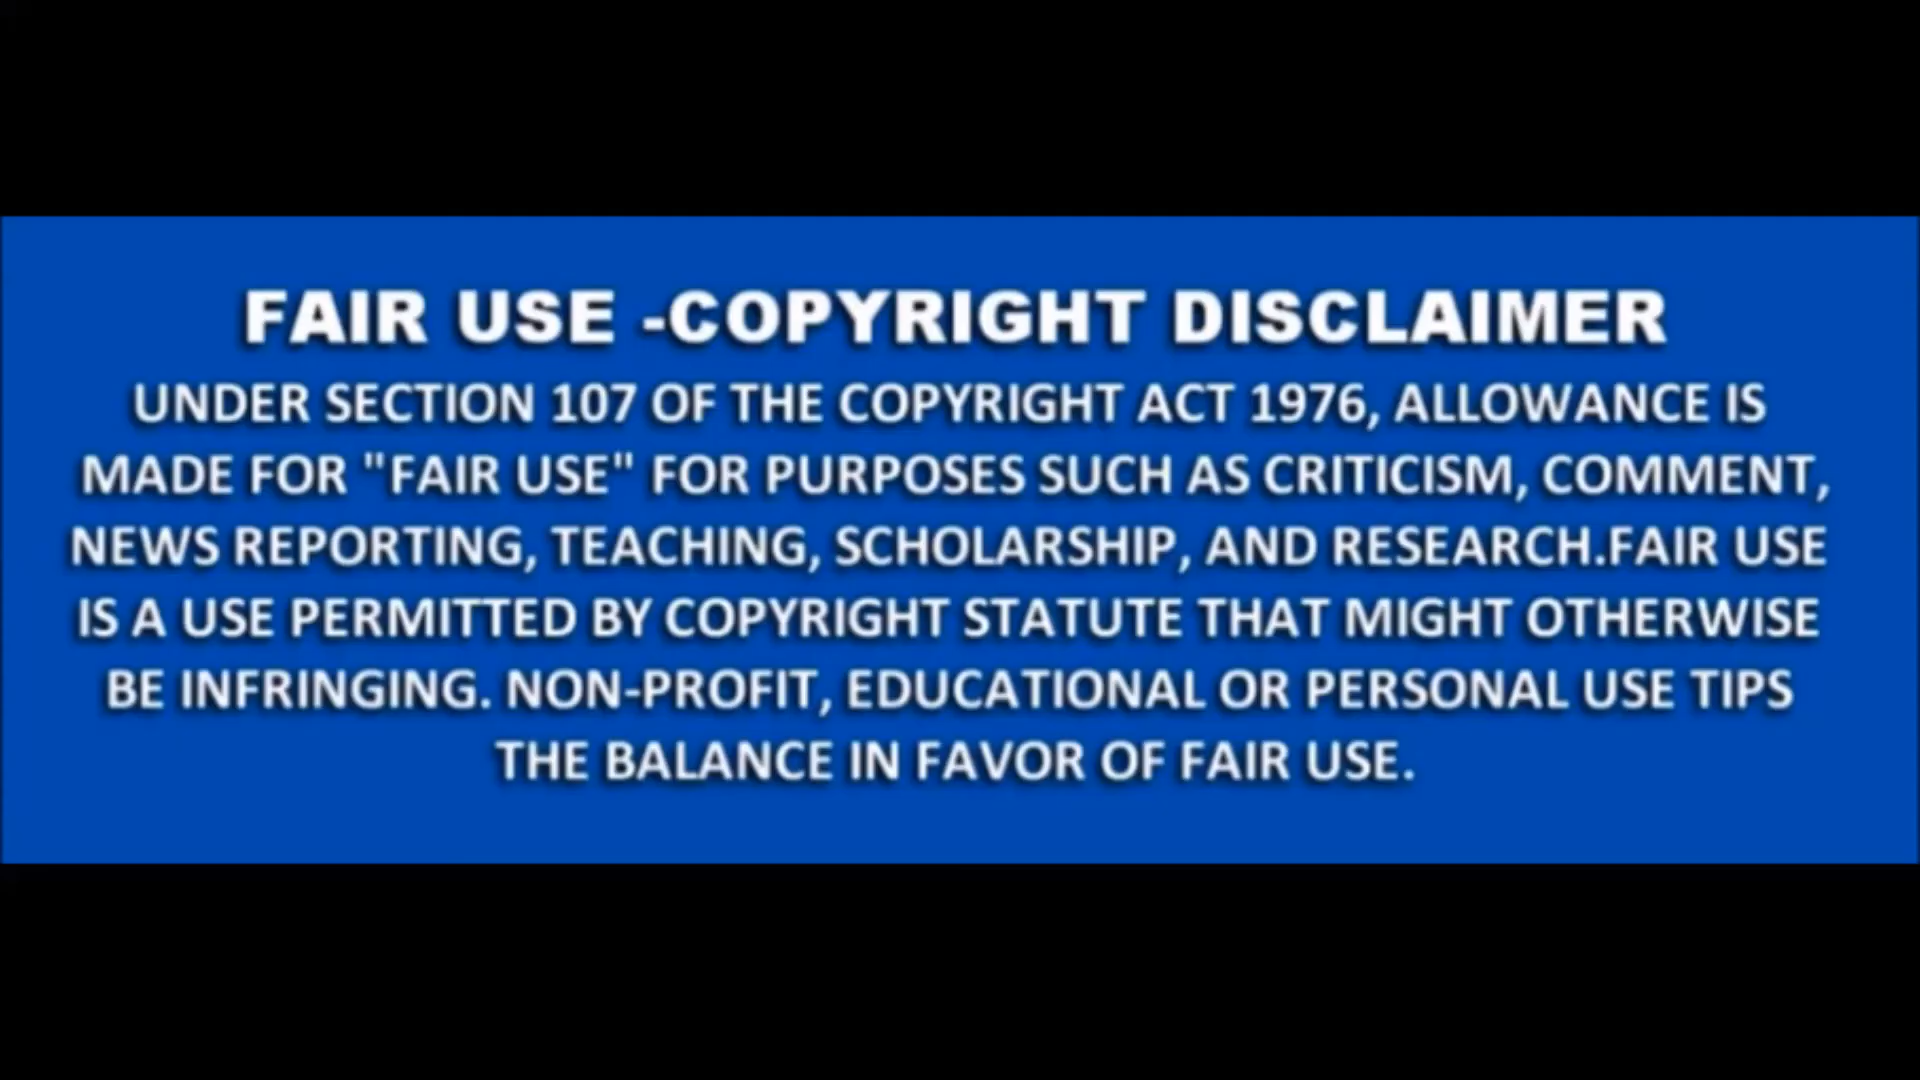 FAIR USE -COPYRIGHT DISCLAIMER
UNDER SECTION 107 OF THE COPYRIGHT ACT 1976, ALLOWANCE IS
MADE FOR "FAIR USE" FOR PURPOSES SUCH AS CRITICISM, COMMENT,
NEWS REPORTING, TEACHING, SCHOLARSHIP, AND RESEARCH.FAIR USE
IS A USE PERMITTED BY COPYRIGHT STATUTE THAT MIGHT OTHERWISE
BE INFRINGING. NON-PROFIT, EDUCATIONAL OR PERSONAL USE TIPS
THE BALANCE IN FAVOR OF FAIR USE.